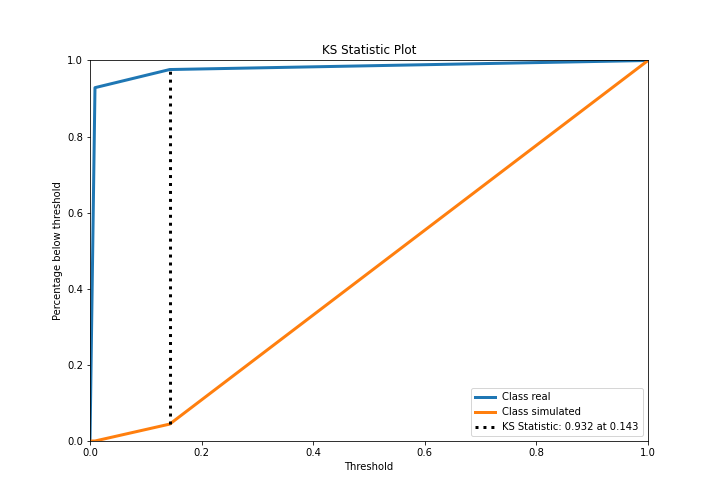 KS Statistic Plot
1.0
0.8
0.6
0.4
0.2
0.0
Percentage below threshold
0.0 0.2 0.4 0.6 0.8 1.0
Threshold
Class real
Class simulated
KS Statistic: 0.932 at 0.143